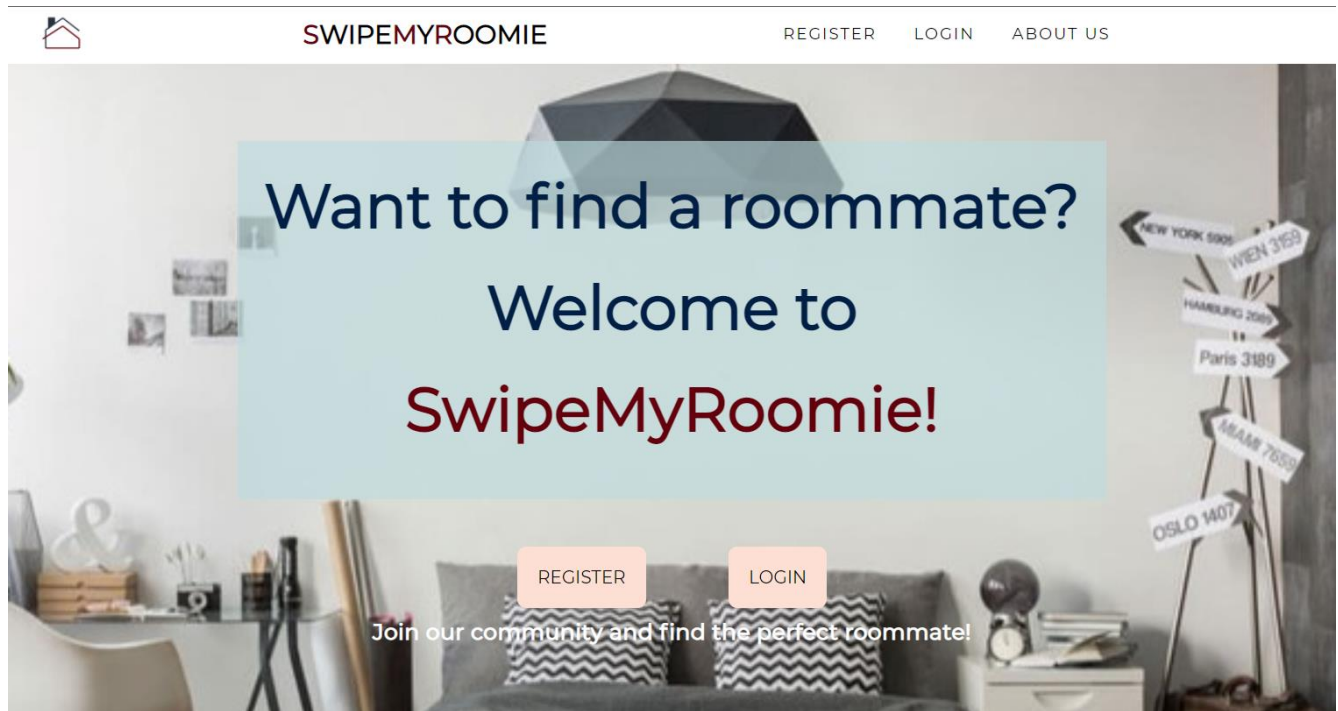 SWIPEMYROOMIE
REGISTER LOGIN ABOUT US
Want to find a roommate?
Welcome to
SwipeMyRoomie!
NEW YORK 5905
WIEN 3159
HAMBURG 2089
Paris 3189
MIAMI 7659
OSLO 1407
&
REGISTER LOGIN
Join our community and find the perfect roommate!